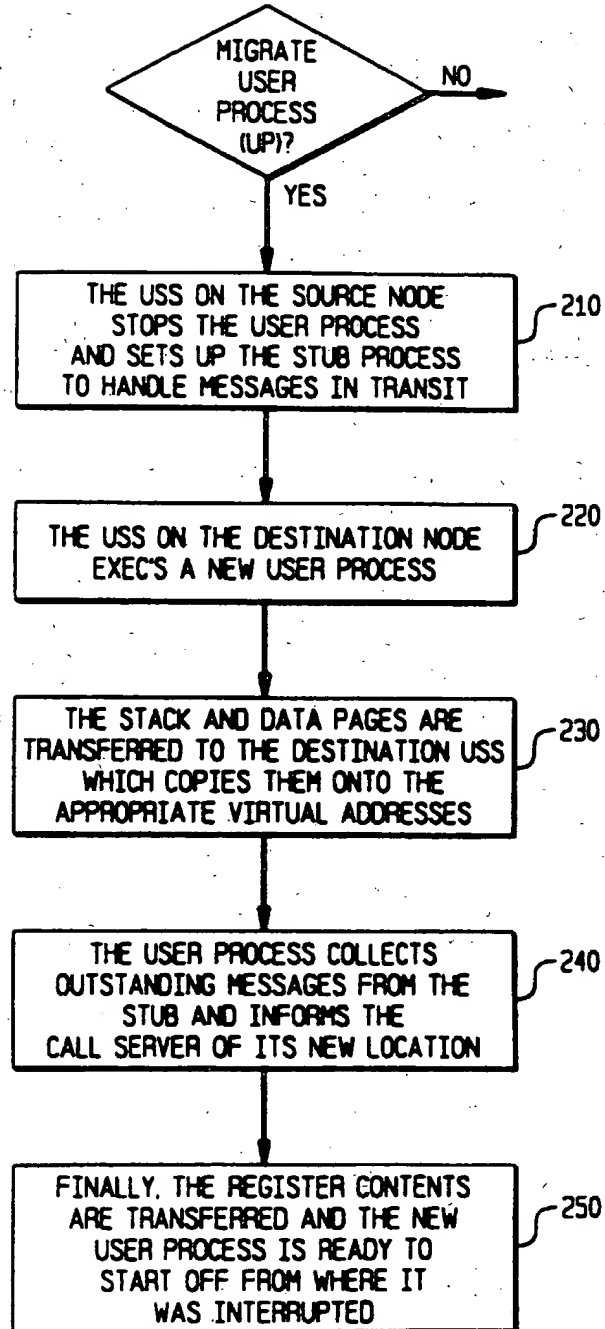 MIGRATE
USER
PROCESS
(UP)?
NO
YES
THE USS ON THE SOURCE NODE
STOPS THE USER PROCESS
AND SETS UP THE STUB PROCESS
TO HANDLE MESSAGES IN TRANSIT
210
THE USS ON THE DESTINATION NODE
EXEC'S A NEW USER PROCESS
220
THE STACK AND DATA PAGES ARE
TRANSFERRED TO THE DESTINATION USS
WHICH COPIES THEM ONTO THE
APPROPRIATE VIRTUAL ADDRESSES
230
THE USER PROCESS COLLECTS
OUTSTANDING MESSAGES FROM THE
STUB AND INFORMS THE
CALL SERVER OF ITS NEW LOCATION
240
FINALLY, THE REGISTER CONTENTS
ARE TRANSFERRED AND THE NEW
USER PROCESS IS READY TO
START OFF FROM WHERE IT
WAS INTERRUPTED
250